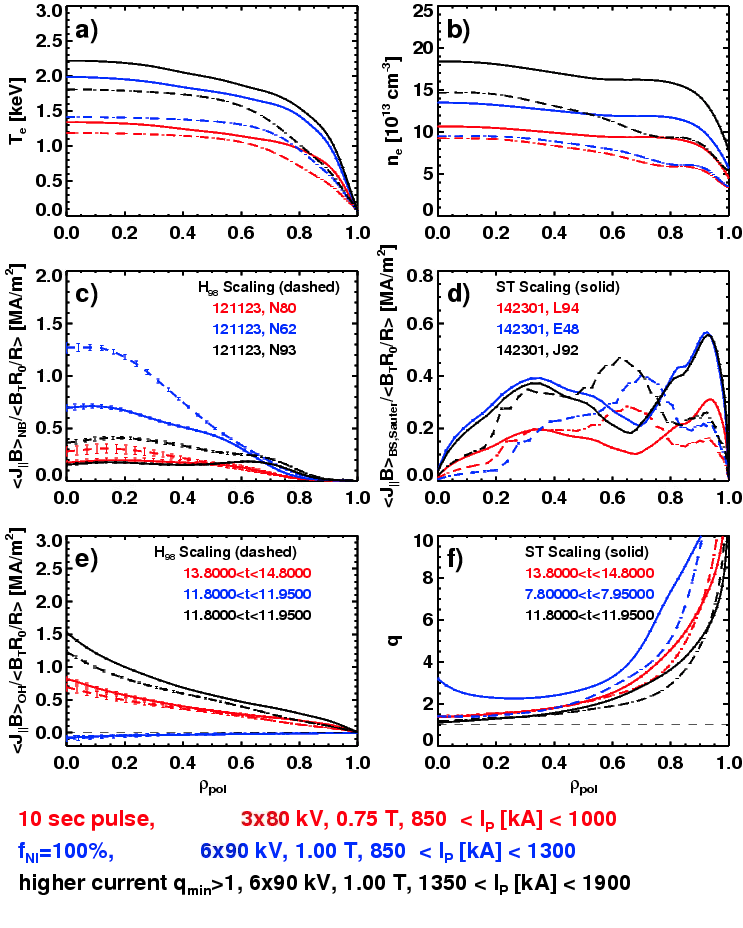 a)
3.0
2.5
2.0
1.5
1.0
0.5
0.0
Te [keV]
0.0 0.2 0.4 0.6 0.8 1.0
b)
25
20
15
10
5
0
ne [10^13 cm^-3]
0.0 0.2 0.4 0.6 0.8 1.0
c)
H98 Scaling (dashed)
121123, N80
121123, N62
121123, N93
2.0
1.5
1.0
0.5
0.0
<J||B>NB/<BTR0/R> [MA/m^2]
0.0 0.2 0.4 0.6 0.8 1.0
d)
ST Scaling (solid)
142301, L94
142301, E48
142301, J92
0.8
0.6
0.4
0.2
0.0
<J||B>BS,Sauter/<BTR0/R> [MA/m^2]
0.0 0.2 0.4 0.6 0.8 1.0
e)
H98 Scaling (dashed)
13.8000<t<14.8000
11.8000<t<11.9500
11.8000<t<11.9500
3.0
2.5
2.0
1.5
1.0
0.5
0.0
<J||B>OH/<BTR0/R> [MA/m^2]
0.0 0.2 0.4 0.6 0.8 1.0
ρpol
f)
ST Scaling (solid)
13.8000<t<14.8000
7.80000<t<7.95000
11.8000<t<11.9500
10
8
6
4
2
0
q
0.0 0.2 0.4 0.6 0.8 1.0
ρpol
10 sec pulse, 3x80 kV, 0.75 T, 850 < IP [kA] < 1000
fNI=100%, 6x90 kV, 1.00 T, 850 < IP [kA] < 1300
higher current qmin>1, 6x90 kV, 1.00 T, 1350 < IP [kA] < 1900